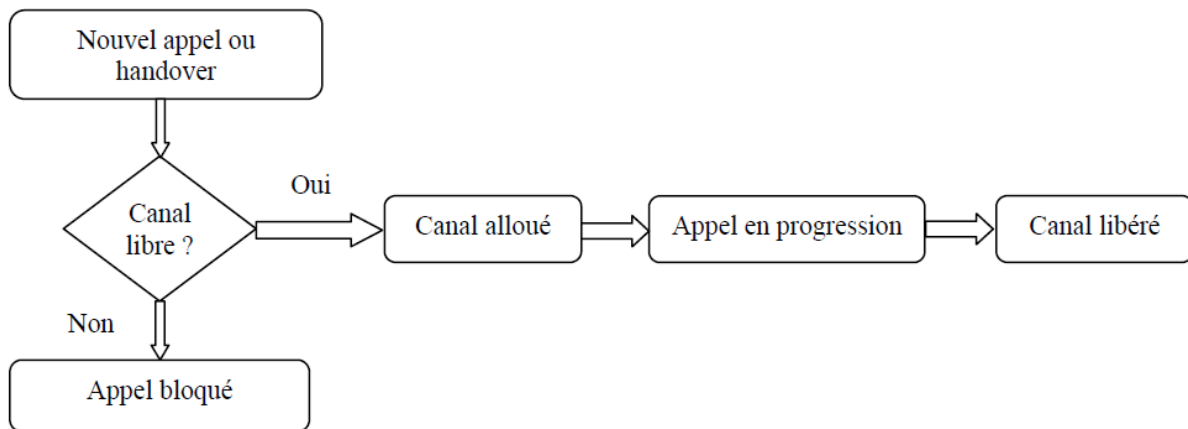 Nouvel appel ou
handover
Canal
libre ?
Oui
Canal alloué
Appel en progression
Canal libéré
Non
Appel bloqué